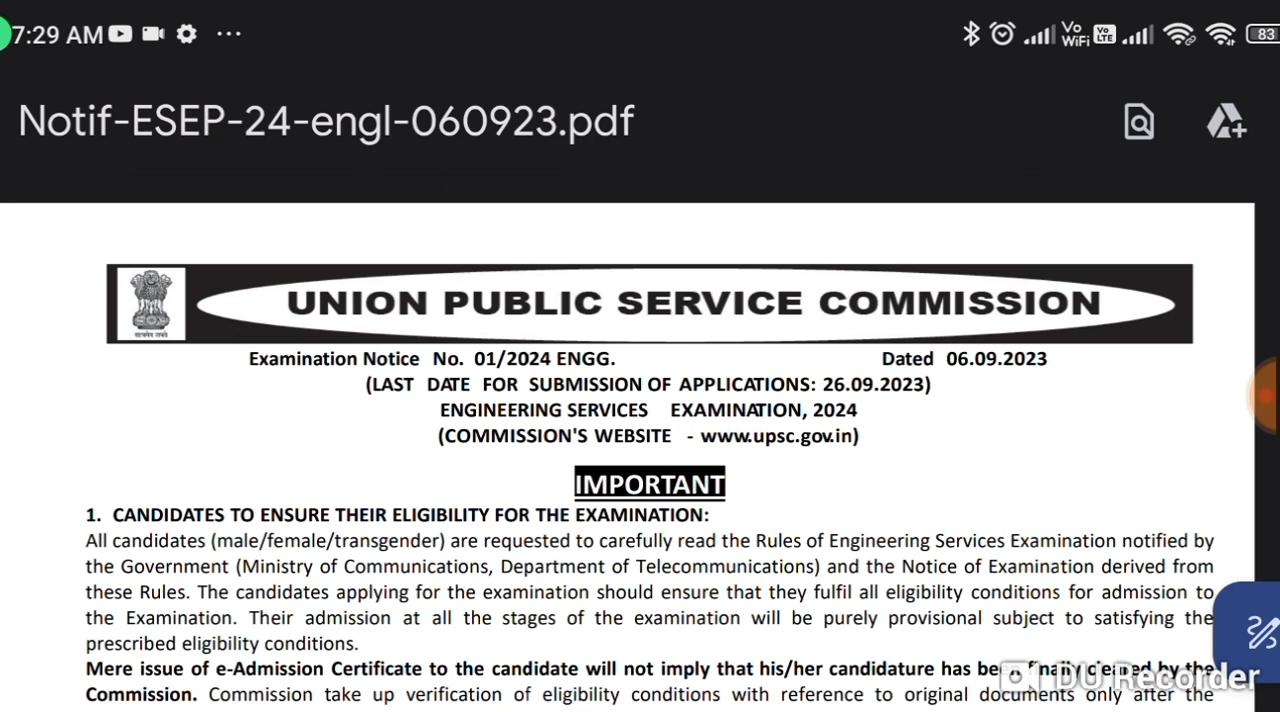 7:29 AM
Vo WiFi Vo LTE 83
Notif-ESEP-24-engl-060923.pdf
UNION PUBLIC SERVICE COMMISSION
सत्यमेव जयते
Examination Notice No. 01/2024 ENGG. Dated 06.09.2023
(LAST DATE FOR SUBMISSION OF APPLICATIONS: 26.09.2023)
ENGINEERING SERVICES EXAMINATION, 2024
(COMMISSION'S WEBSITE - www.upsc.gov.in)
IMPORTANT
1. CANDIDATES TO ENSURE THEIR ELIGIBILITY FOR THE EXAMINATION:
All candidates (male/female/transgender) are requested to carefully read the Rules of Engineering Services Examination notified by
the Government (Ministry of Communications, Department of Telecommunications) and the Notice of Examination derived from
these Rules. The candidates applying for the examination should ensure that they fulfil all eligibility conditions for admission to
the Examination. Their admission at all the stages of the examination will be purely provisional subject to satisfying the
prescribed eligibility conditions.
Mere issue of e-Admission Certificate to the candidate will not imply that his/her candidature has been finally cleared by the
Commission. Commission take up verification of eligibility conditions with reference to original documents only after the
DU Recorder